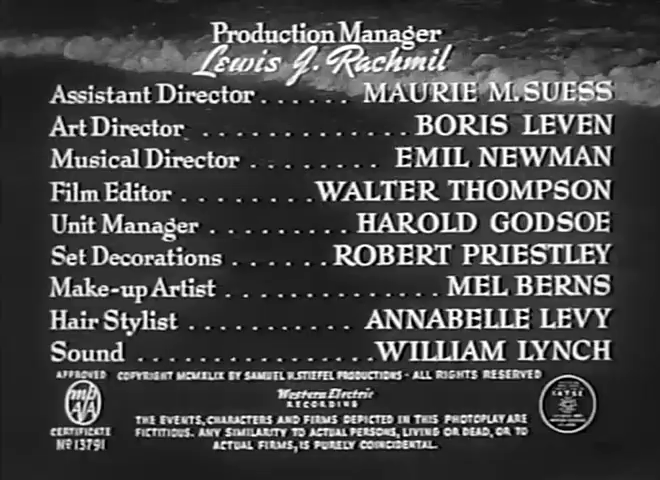 Production Manager
Lewis J. Rachmil
Assistant Director . . . . . . MAURIE M. SUESS
Art Director . . . . . . . . . . . . . . BORIS LEVEN
Musical Director . . . . . . . . EMIL NEWMAN
Film Editor . . . . . . . . WALTER THOMPSON
Unit Manager . . . . . . . . . HAROLD GODSOE
Set Decorations . . . . . . ROBERT PRIESTLEY
Make-up Artist . . . . . . . . . . . . . MEL BERNS
Hair Stylist . . . . . . . . . . . ANNABELLE LEVY
Sound . . . . . . . . . . . . . . . WILLIAM LYNCH
APPROVED COPYRIGHT MCMXLIX BY SAMUEL H. STIEFEL PRODUCTIONS - ALL RIGHTS RESERVED
Western Electric
RECORDING
IATSE
CERTIFICATE
No 13791
THE EVENTS, CHARACTERS AND FIRMS DEPICTED IN THIS PHOTOPLAY ARE
FICTITIOUS. ANY SIMILARITY TO ACTUAL PERSONS, LIVING OR DEAD, OR TO
ACTUAL FIRMS, IS PURELY COINCIDENTAL.